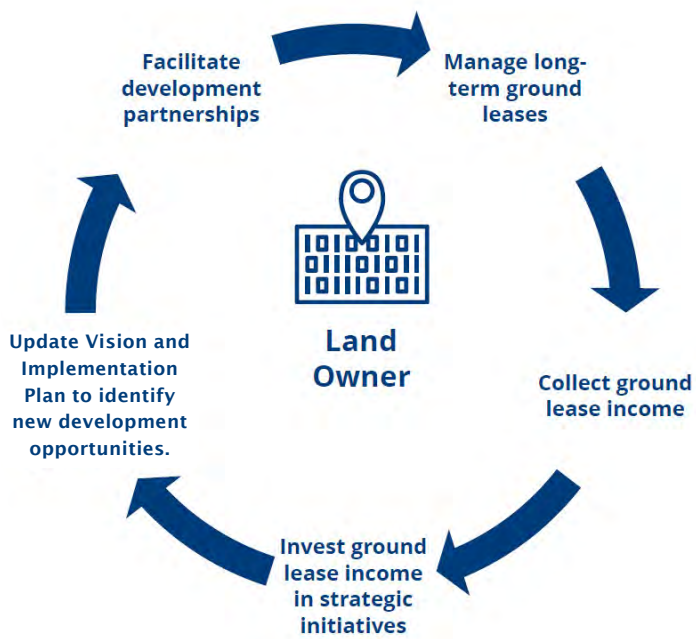 Facilitate
development
partnerships
Manage long-
term ground
leases
Land
Owner
Collect ground
lease income
Invest ground
lease income
in strategic
initiatives
Update Vision and
Implementation
Plan to identify
new development
opportunities.